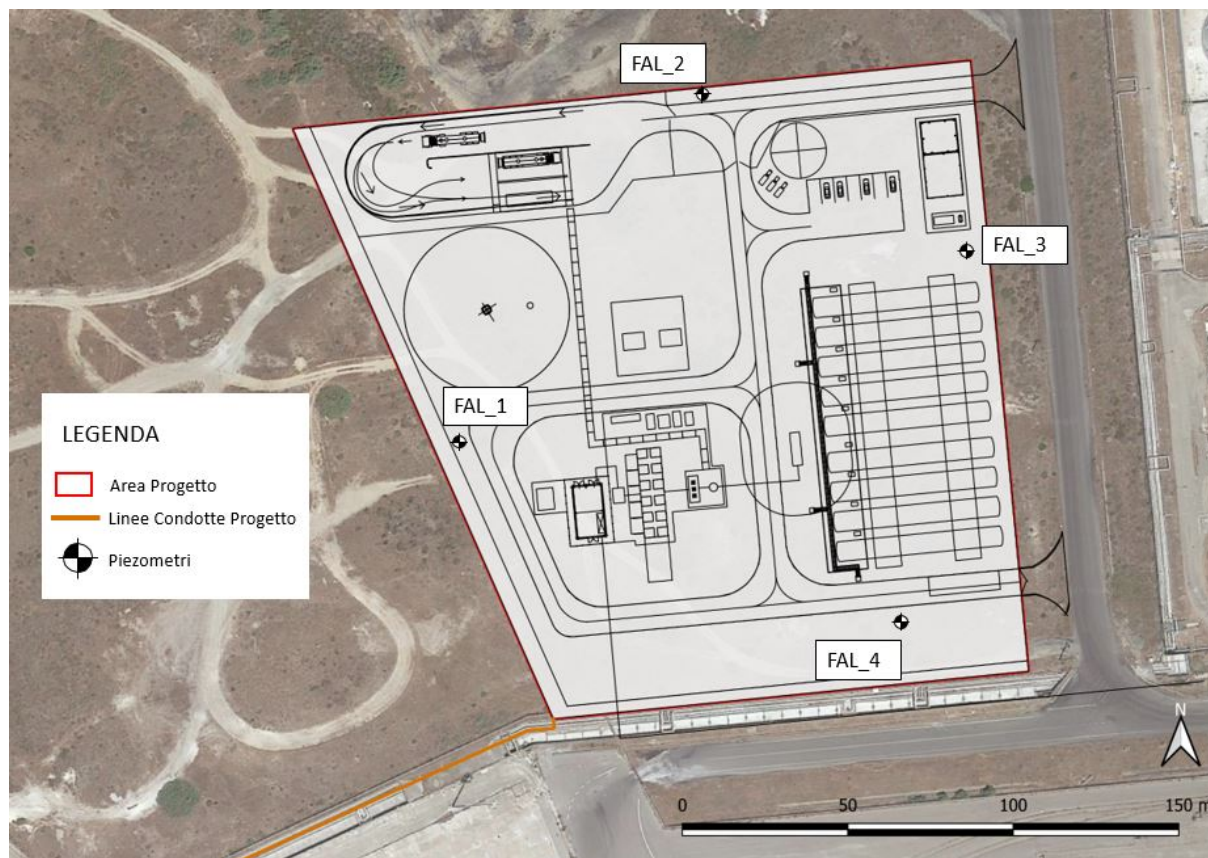 FAL_2
FAL_3
FAL_1
LEGENDA
Area Progetto
Linee Condotte Progetto
Piezometri
FAL_4
N
0 50 100 150 m